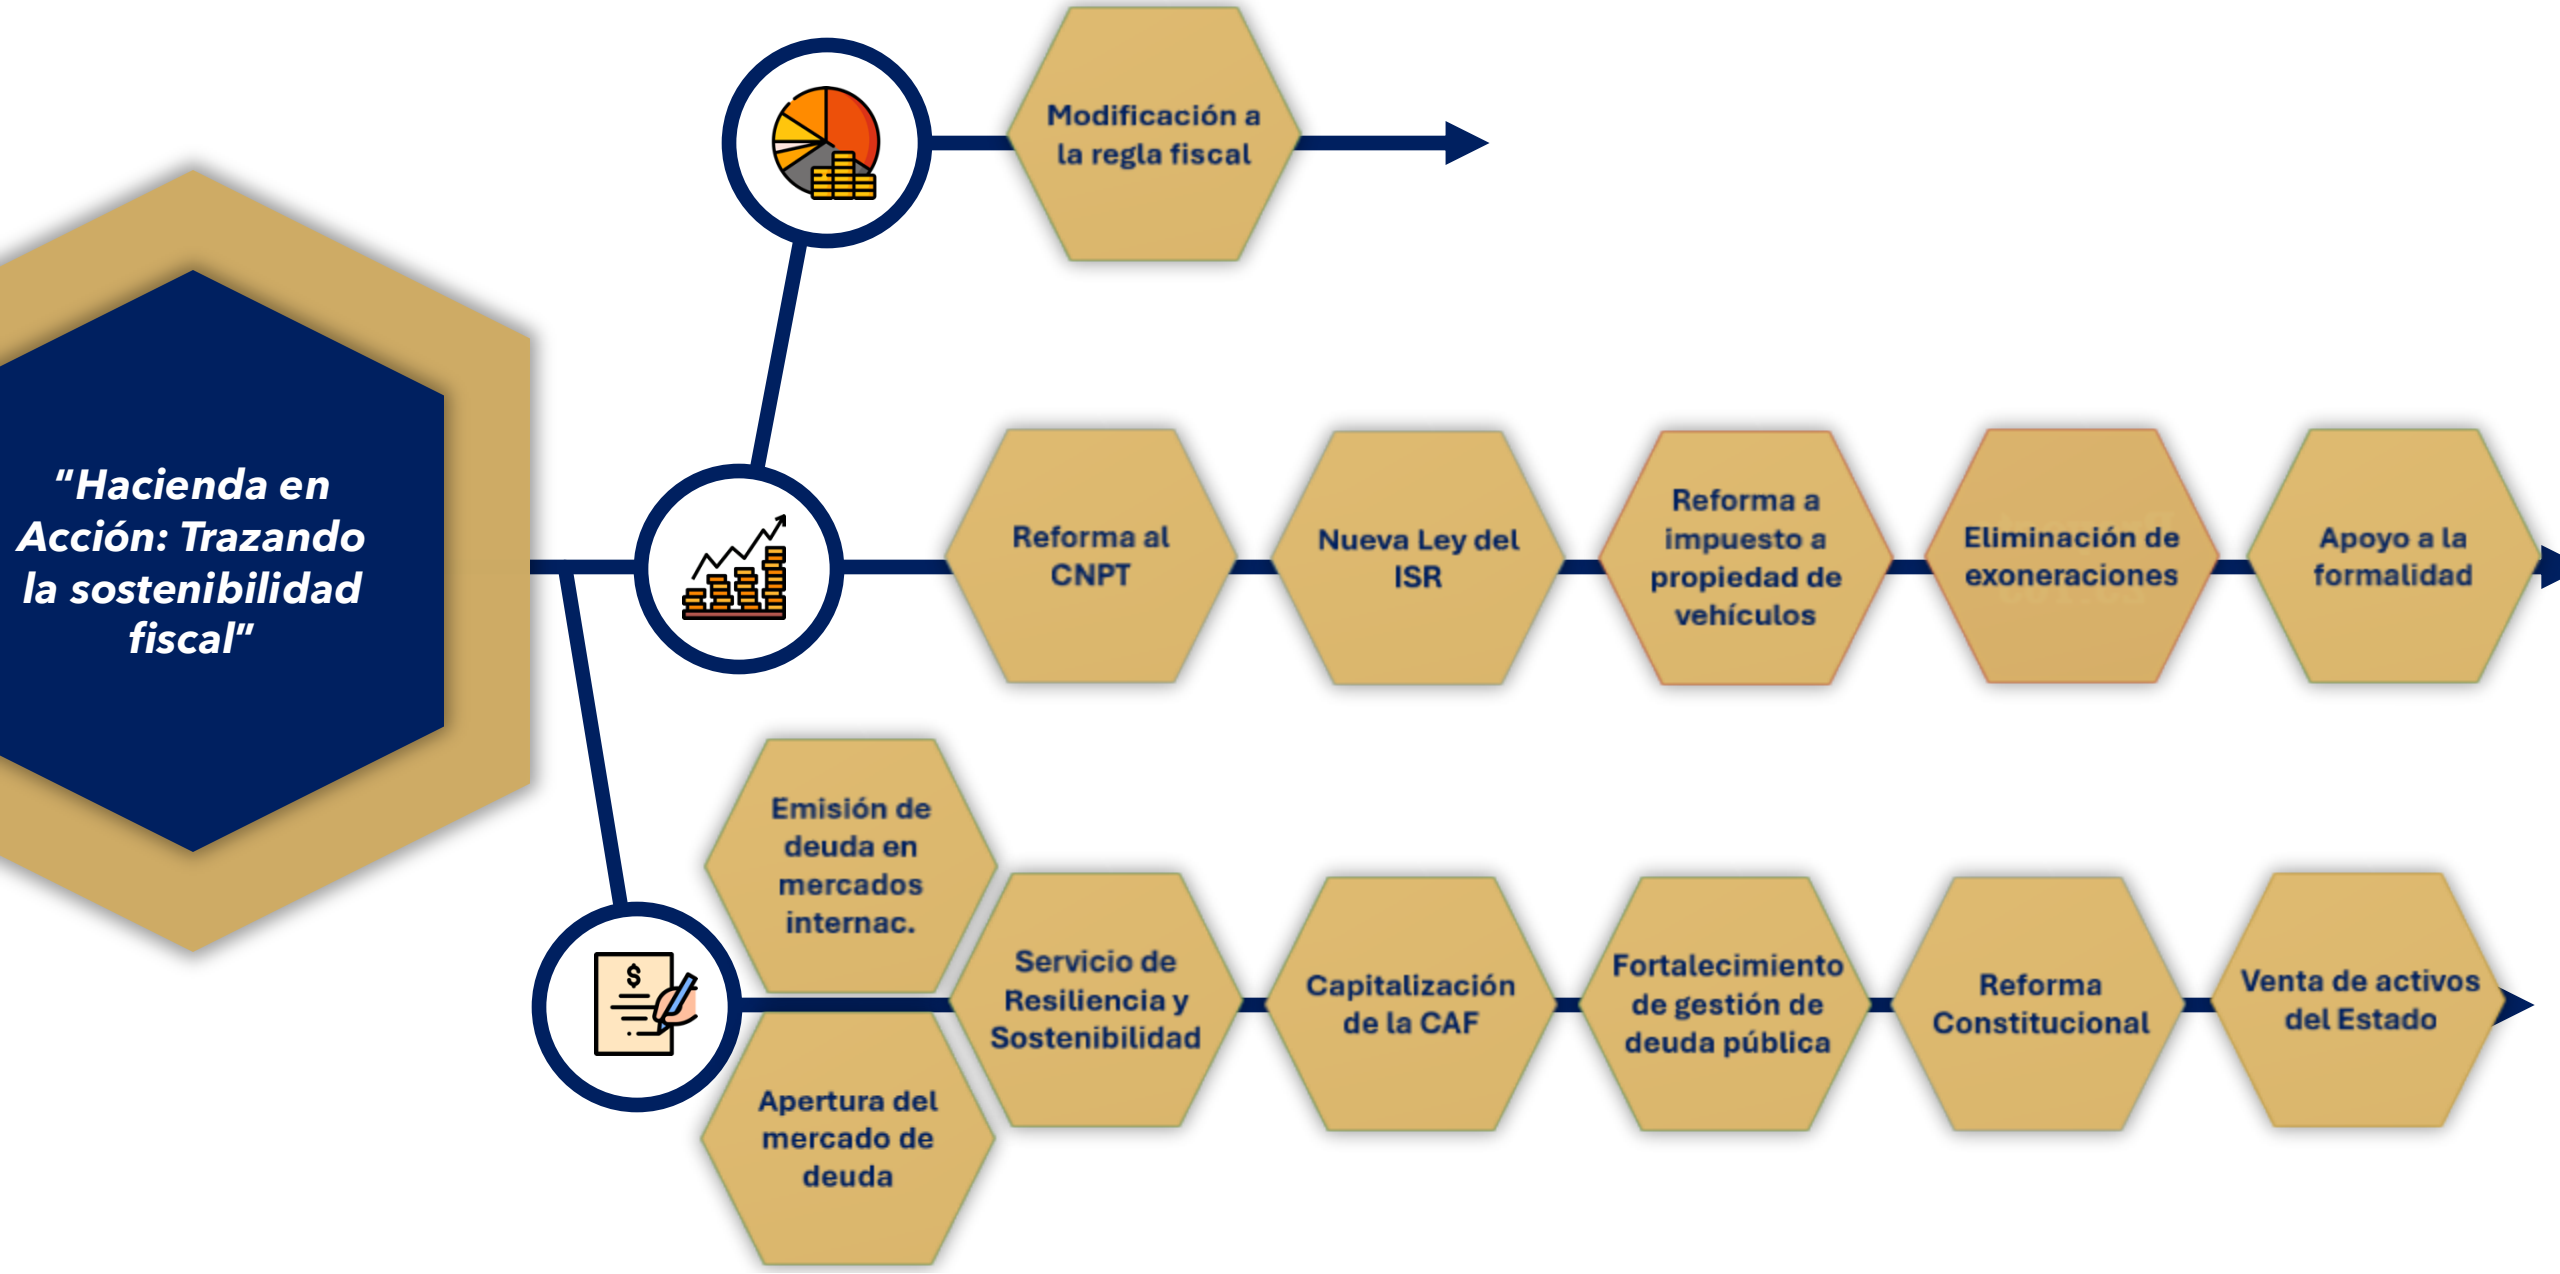 “Hacienda en
Acción: Trazando
la sostenibilidad
fiscal”
Modificación a
la regla fiscal
Reforma al
CNPT
Nueva Ley del
ISR
Reforma a
impuesto a
propiedad de
vehículos
Eliminación de
exoneraciones
Apoyo a la
formalidad
Emisión de
deuda en
mercados
internac.
Apertura del
mercado de
deuda
Servicio de
Resiliencia y
Sostenibilidad
Capitalización
de la CAF
Fortalecimiento
de gestión de
deuda pública
Reforma
Constitucional
Venta de activos
del Estado
$